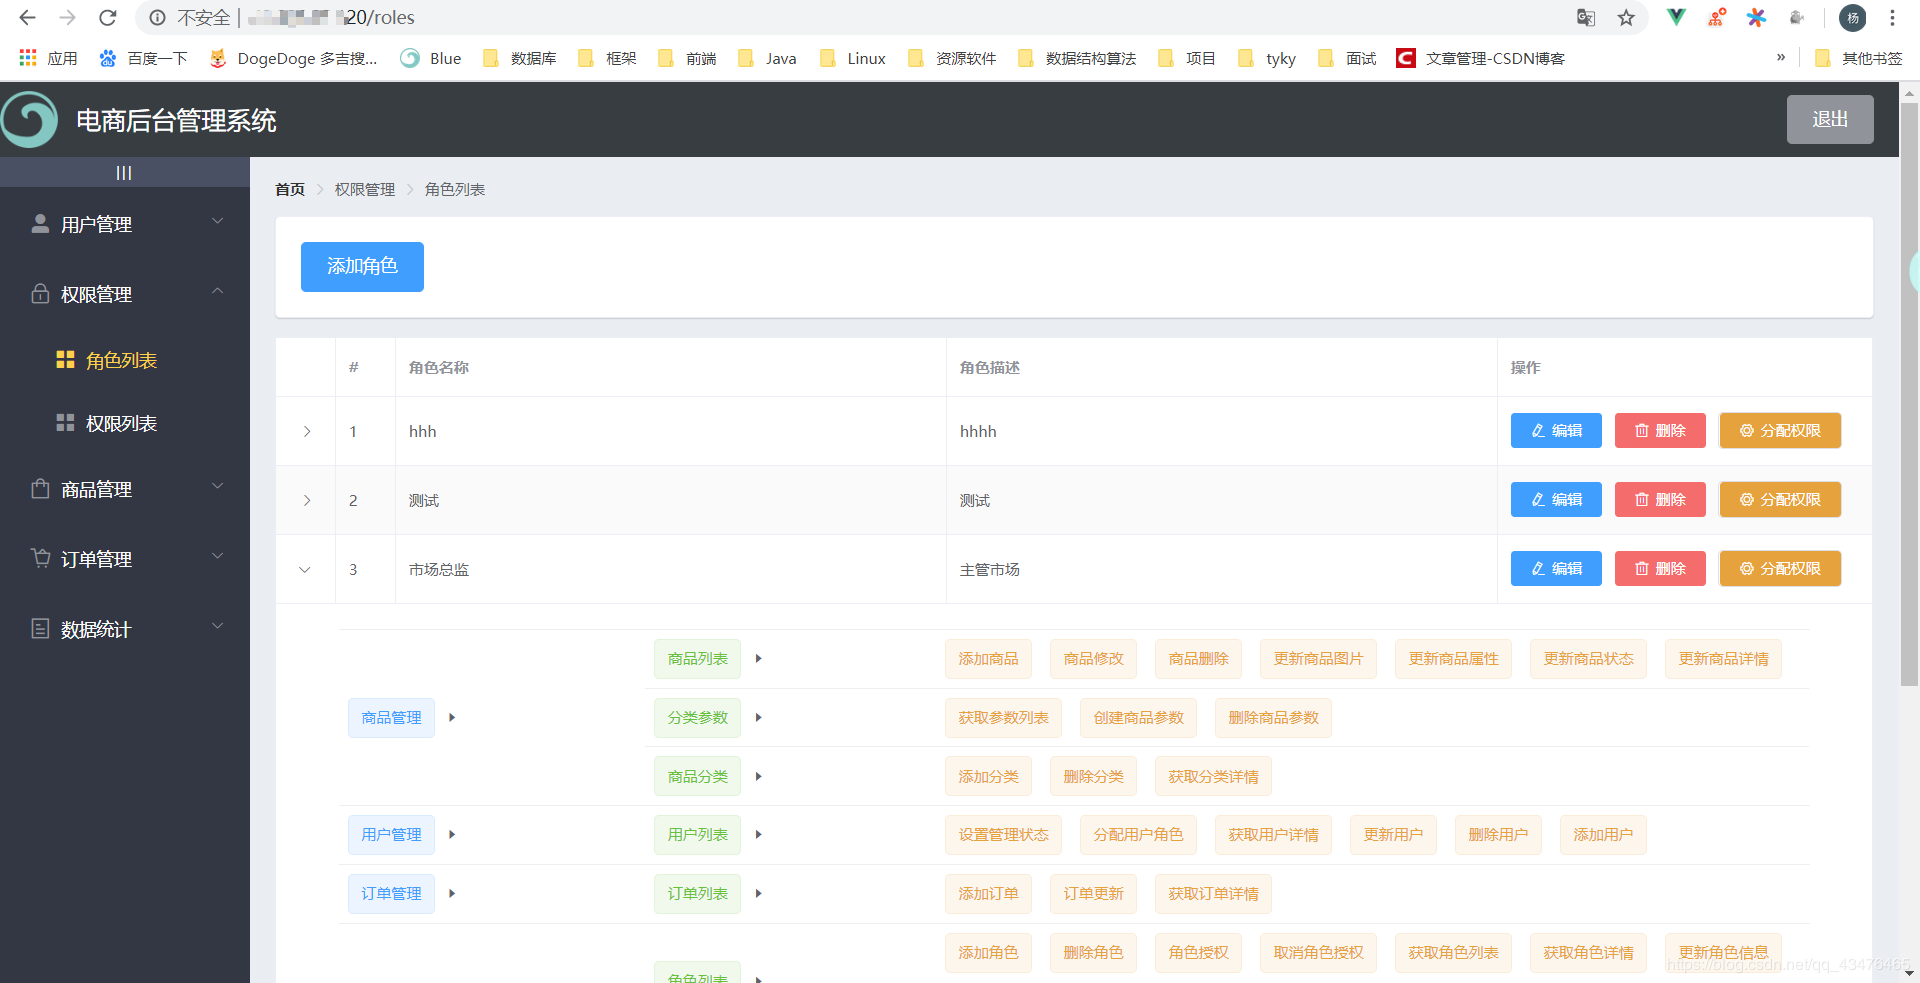 不安全 | 20/roles
杨
应用 百度一下 DogeDoge 多吉搜... Blue 数据库 框架 前端 Java Linux 资源软件 数据结构算法 项目 tyky 面试 文章管理-CSDN博客 » 其他书签
电商后台管理系统 退出
|||
用户管理
权限管理
角色列表
权限列表
商品管理
订单管理
数据统计
首页 > 权限管理 > 角色列表
添加角色
# 角色名称 角色描述 操作
1 hhh hhhh 编辑 删除 分配权限
2 测试 测试 编辑 删除 分配权限
3 市场总监 主管市场 编辑 删除 分配权限
商品列表 添加商品 商品修改 商品删除 更新商品图片 更新商品属性 更新商品状态 更新商品详情
商品管理 分类参数 获取参数列表 创建商品参数 删除商品参数
商品分类 添加分类 删除分类 获取分类详情
用户管理 用户列表 设置管理状态 分配用户角色 获取用户详情 更新用户 删除用户 添加用户
订单管理 订单列表 添加订单 订单更新 获取订单详情
添加角色 删除角色 角色授权 取消角色授权 获取角色列表 获取角色详情 更新角色信息
角色列表
https://blog.csdn.net/qq_43476465